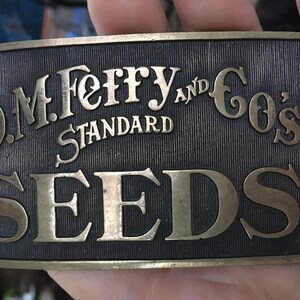 D.M. Ferry AND Co's
STANDARD
SEEDS